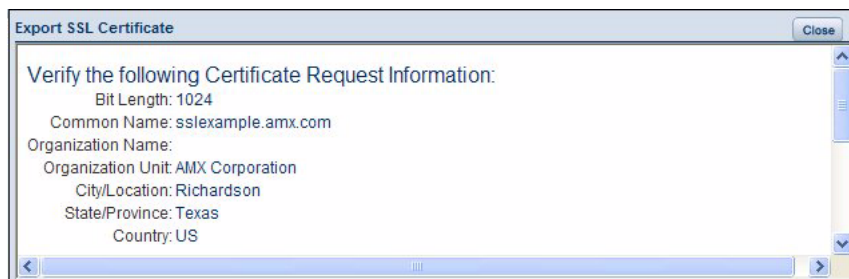 Export SSL Certificate
Close
Verify the following Certificate Request Information:
Bit Length: 1024
Common Name: sslexample.amx.com
Organization Name:
Organization Unit: AMX Corporation
City/Location: Richardson
State/Province: Texas
Country: US